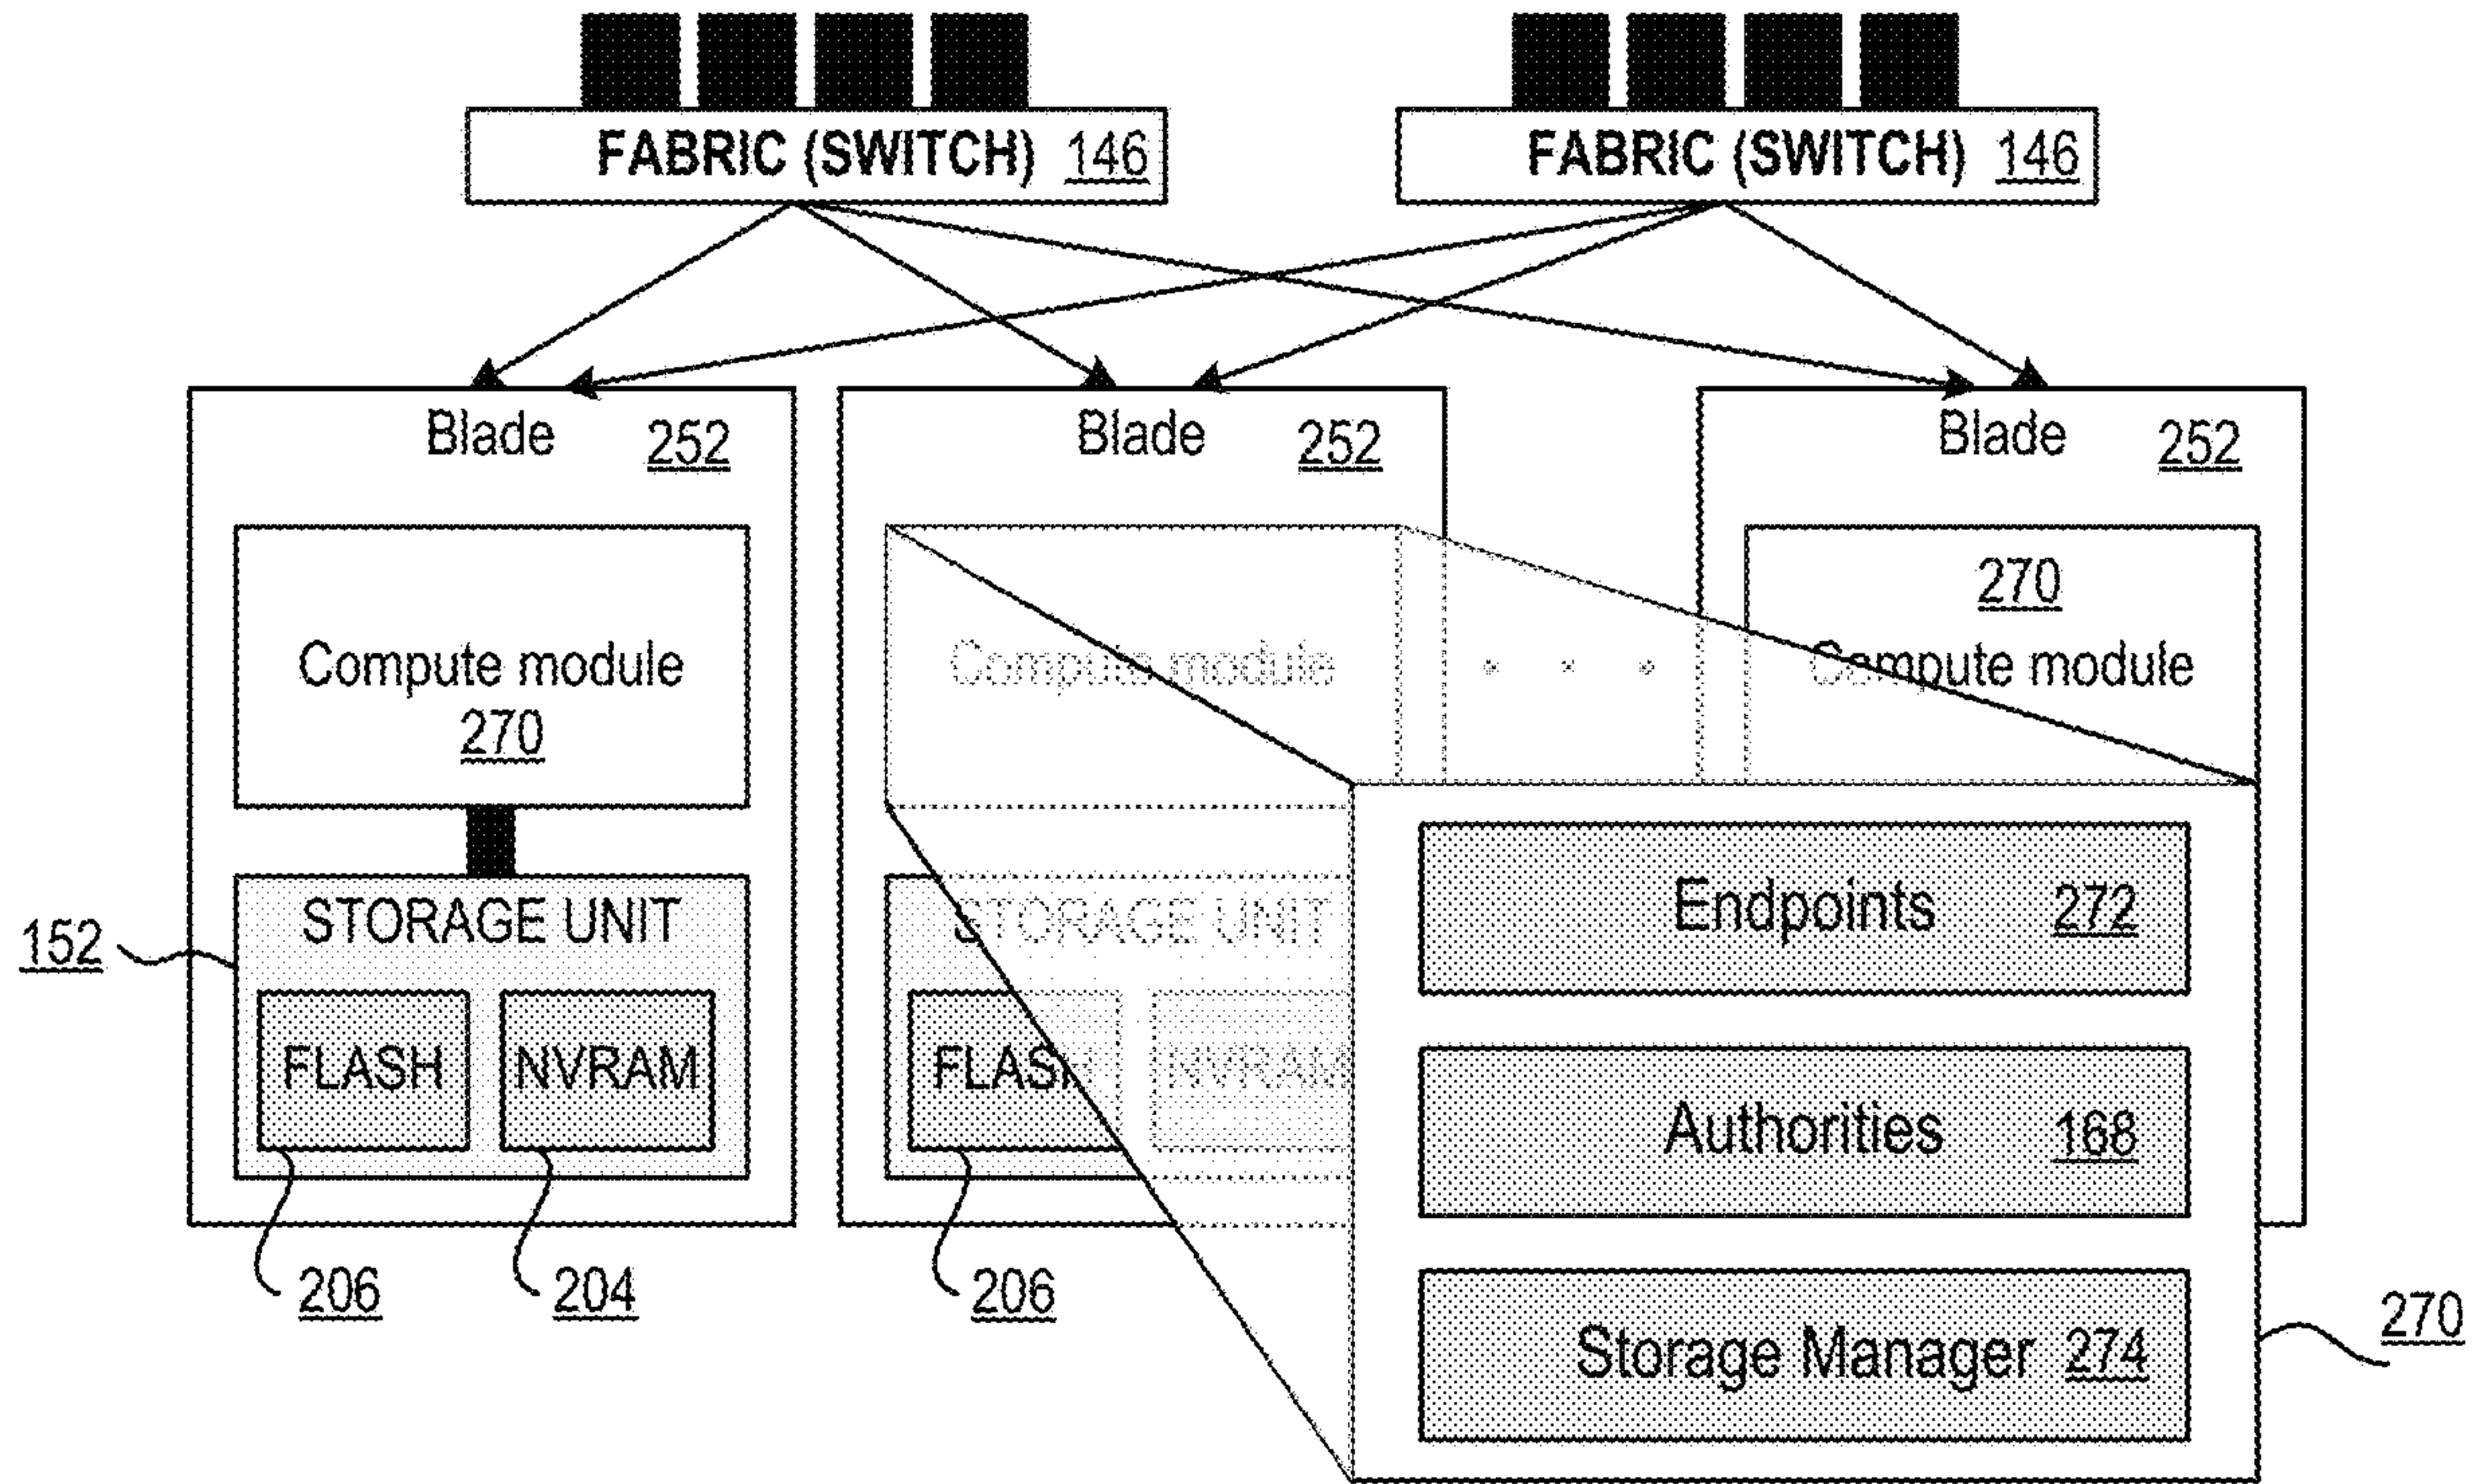 FABRIC (SWITCH) 146
FABRIC (SWITCH) 146
Blade 252
Blade 252
Blade 252
Compute module
270
Compute module
270
Compute module
STORAGE UNIT
152
FLASH
NVRAM
206
204
STORAGE UNIT
FLASH
NVRAM
206
Endpoints 272
Authorities 168
Storage Manager 274
270